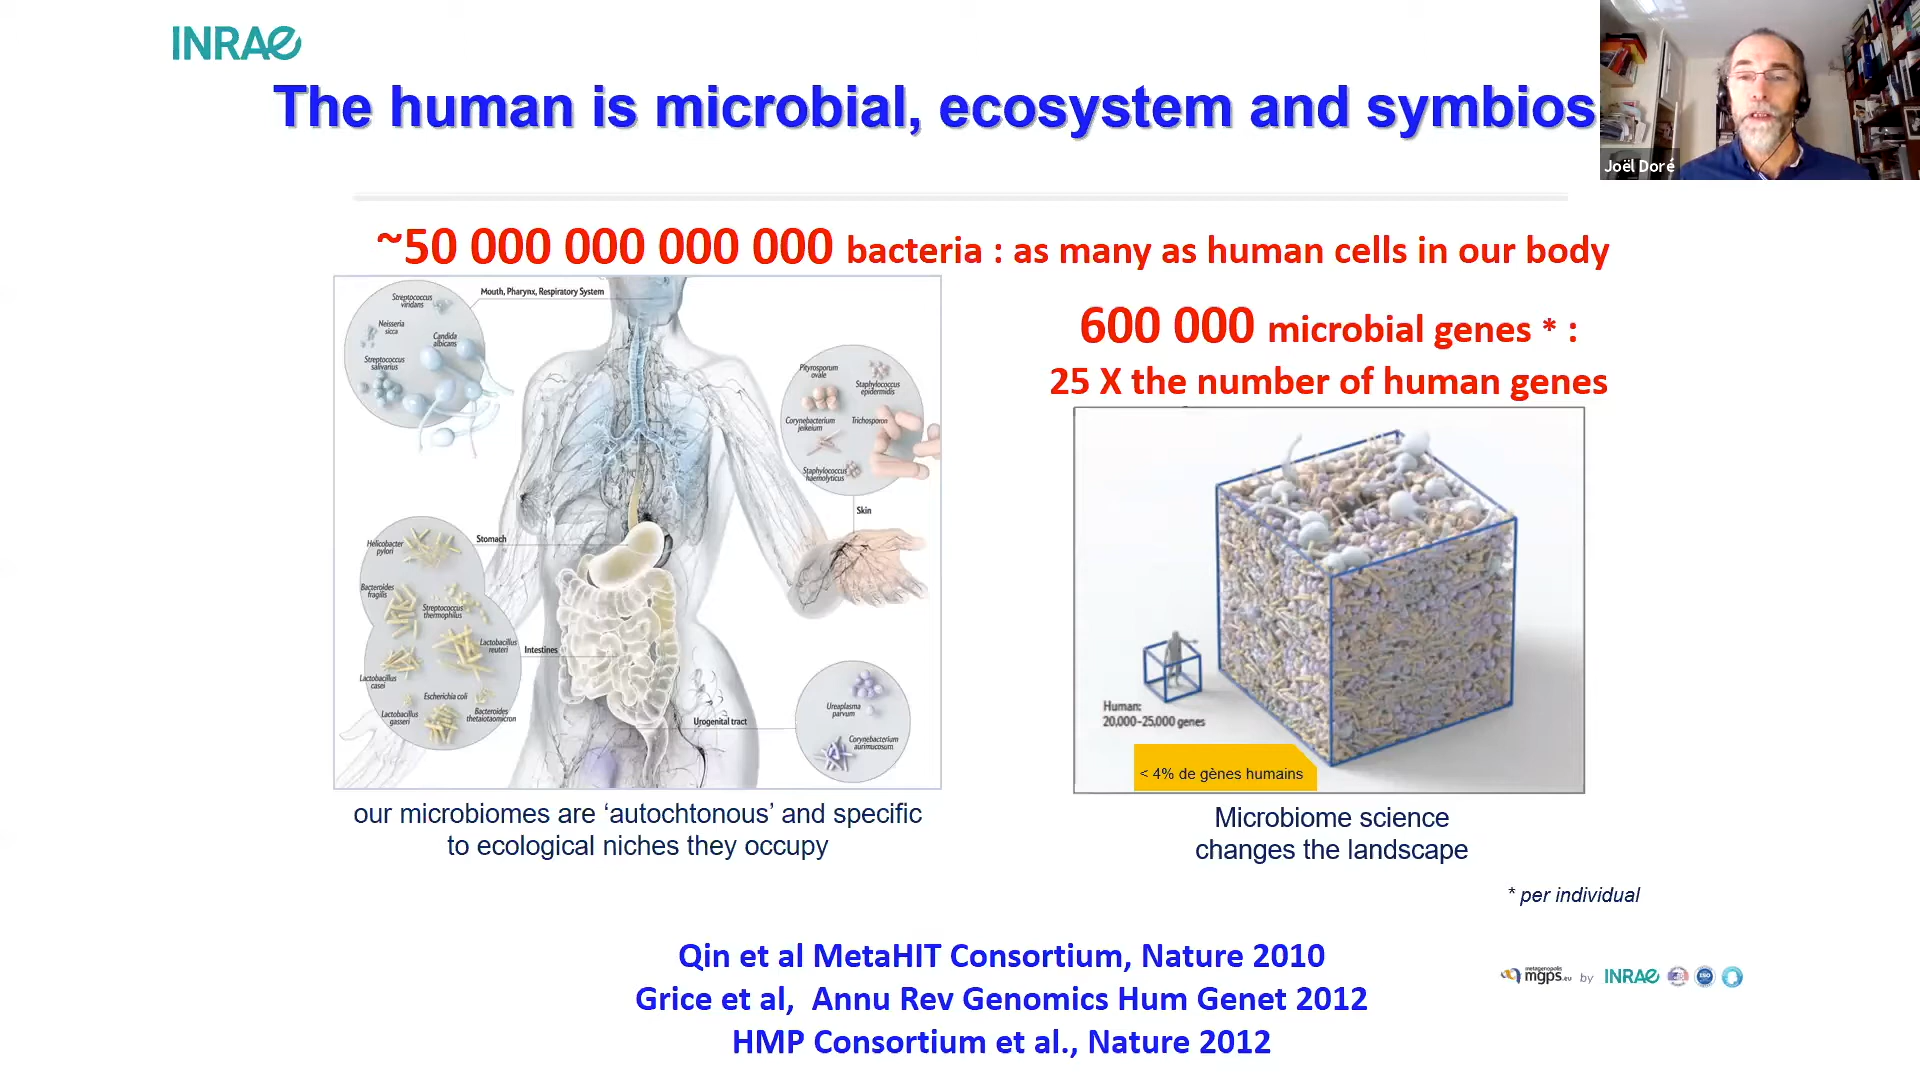 INRAE
The human is microbial, ecosystem and symbios
Joël Doré
~50 000 000 000 000 bacteria : as many as human cells in our body
600 000 microbial genes * :
25 X the number of human genes
Mouth, Pharynx, Respiratory System
Streptococcus
viridans
Neisseria
sicca
Candida
albicans
Streptococcus
salivarius
Pityrosporum
ovale
Staphylococcus
epidermidis
Corynebacterium
jeikeium
Trichosporon
Staphylococcus
haemolyticus
Skin
Stomach
Helicobacter
pylori
Bacteroides
fragilis
Streptococcus
thermophilus
Lactobacillus
reuteri
Intestines
Lactobacillus
casei
Escherichia coli
Lactobacillus
gasseri
Bacteroides
thetaiotaomicron
Urogenital tract
Ureaplasma
parvum
Corynebacterium
aurimucosum
Human:
20,000–25,000 genes
< 4% de gènes humains
our microbiomes are ‘autochtonous’ and specific
to ecological niches they occupy
Microbiome science
changes the landscape
* per individual
Qin et al MetaHIT Consortium, Nature 2010
Grice et al, Annu Rev Genomics Hum Genet 2012
HMP Consortium et al., Nature 2012
metagenopolis
mgps.eu by INRAE